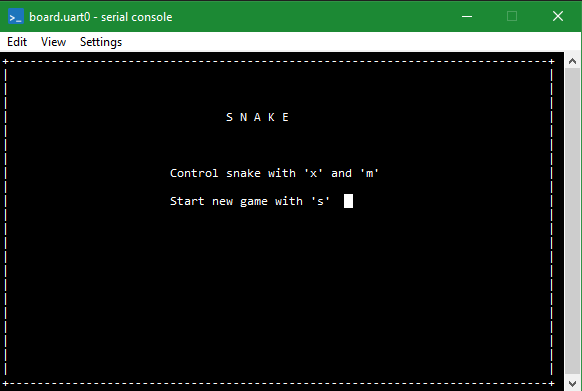 board.uart0 - serial console
Edit View Settings
S N A K E
Control snake with 'x' and 'm'
Start new game with 's'